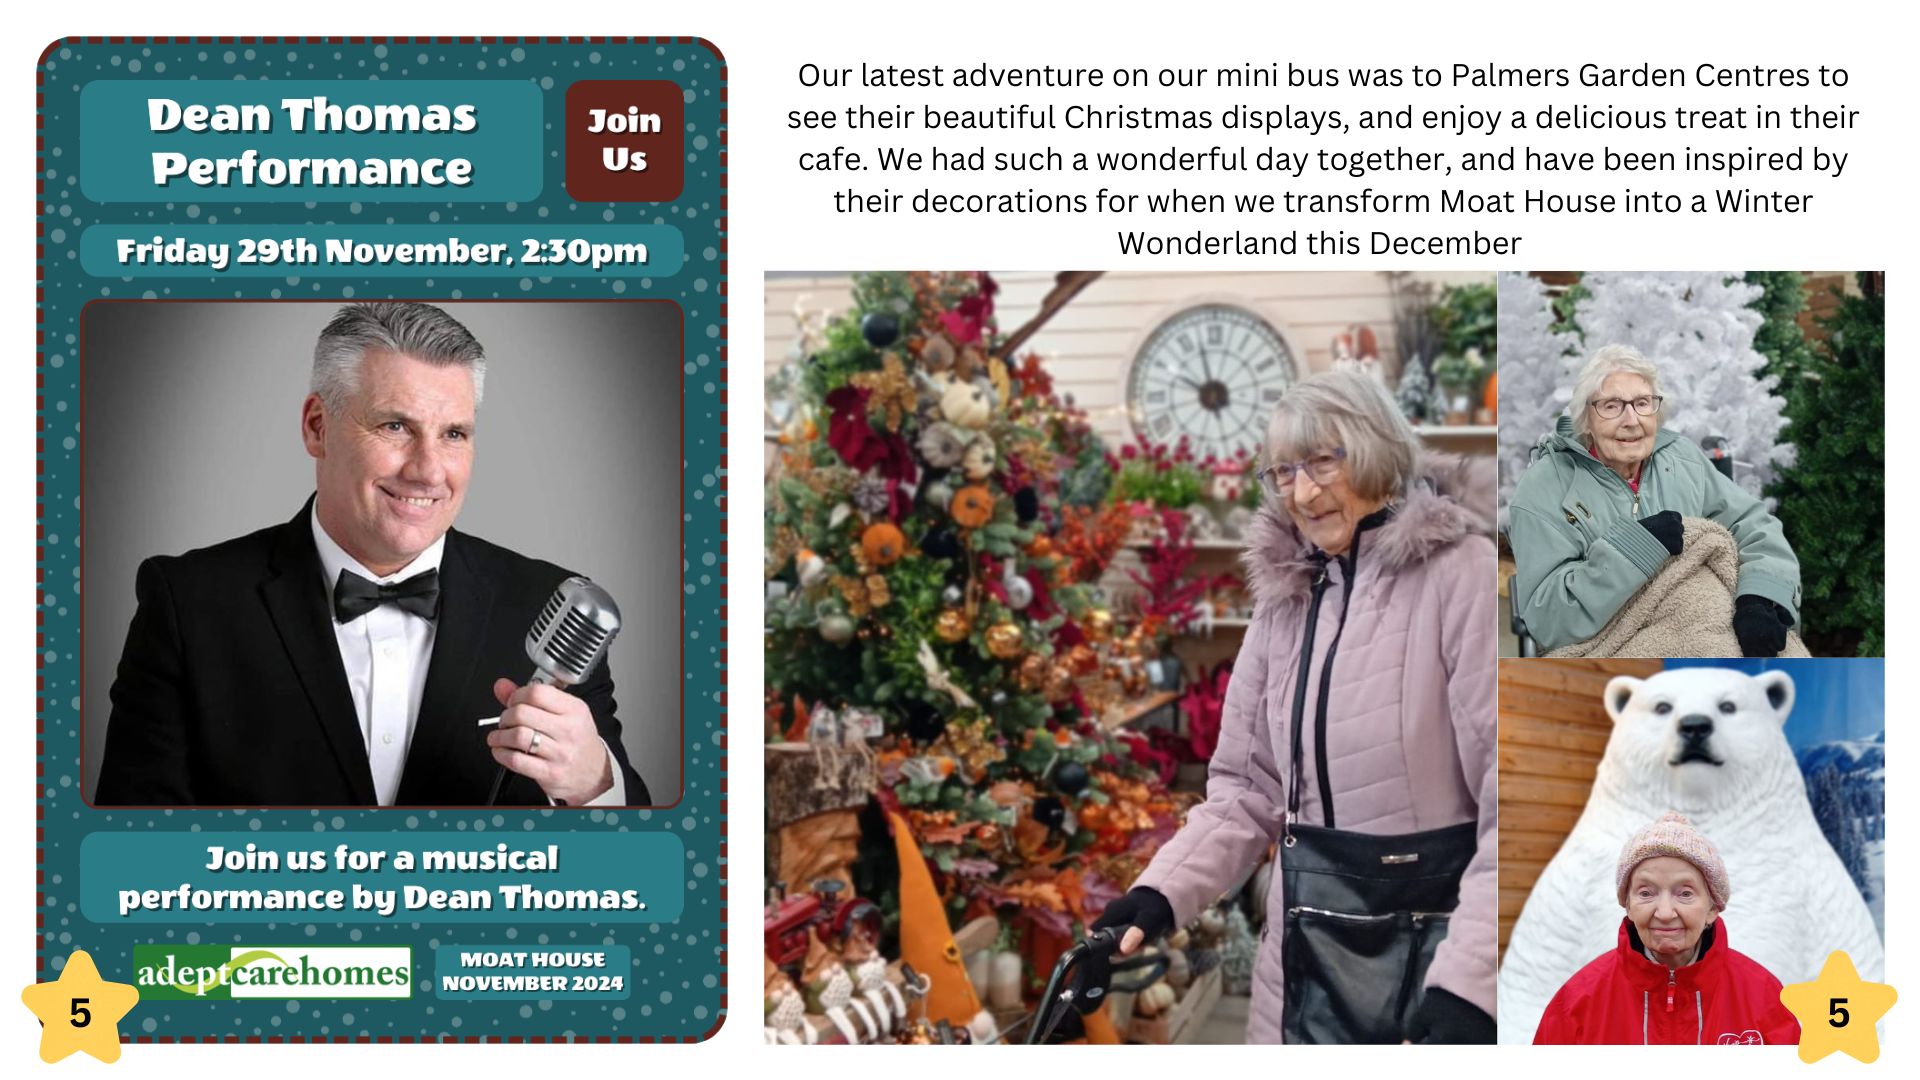 Dean Thomas
Performance
Join
Us
Friday 29th November, 2:30pm
Join us for a musical
performance by Dean Thomas.
adeptcarehomes
MOAT HOUSE
NOVEMBER 2024
5
Our latest adventure on our mini bus was to Palmers Garden Centres to
see their beautiful Christmas displays, and enjoy a delicious treat in their
cafe. We had such a wonderful day together, and have been inspired by
their decorations for when we transform Moat House into a Winter
Wonderland this December
5